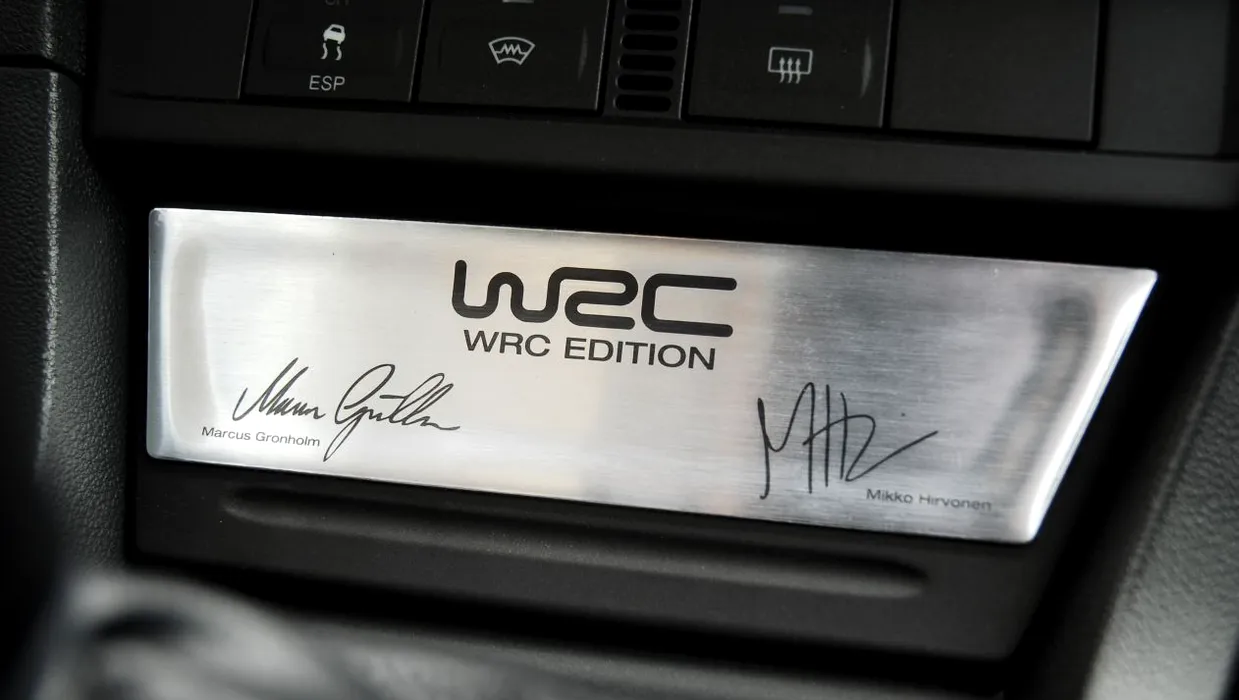 ESP
WRC
WRC EDITION
Marcus Gronholm
Mikko Hirvonen